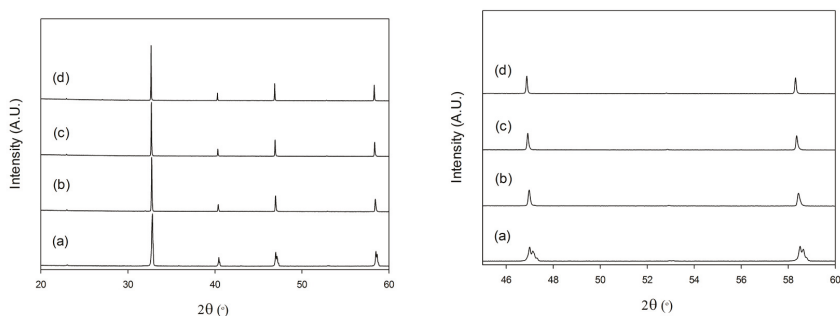 Intensity (A.U.)
(d)
(c)
(b)
(a)
20 30 40 50 60
2θ (°)
Intensity (A.U.)
(d)
(c)
(b)
(a)
46 48 50 52 54 56 58 60
2θ (°)